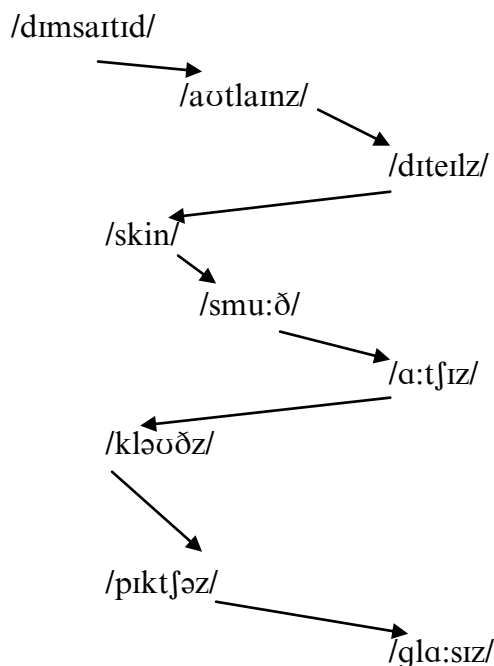 /dɪmsaɪtɪd/
/aʊtlaɪnz/
/dɪteɪlz/
/skin/
/smu:ð/
/ɑ:tʃɪz/
/kləʊðz/
/pɪktʃəz/
/glɑ:sɪz/